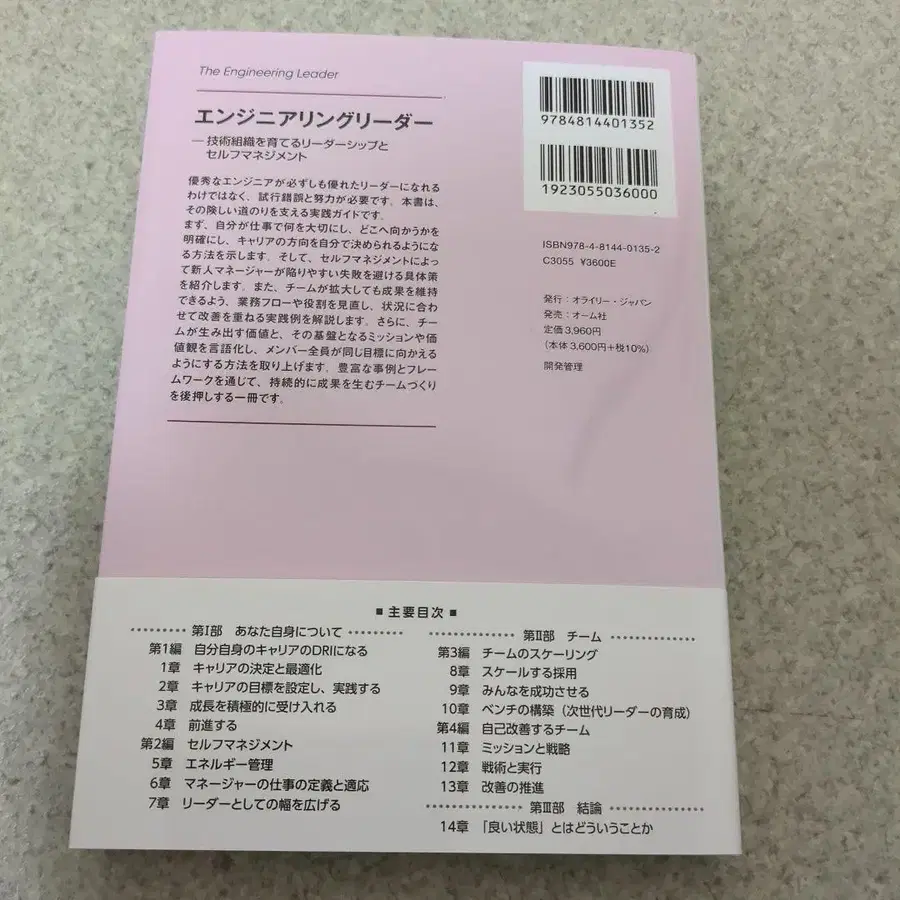 The Engineering Leader
エンジニアリングリーダー
―技術組織を育てるリーダーシップと
セルフマネジメント
優秀なエンジニアが必ずしも優れたリーダーになれる
わけではなく、試行錯誤と努力が必要です。本書は、
その険しい道のりを支える実践ガイドです。
まず、自分が仕事で何を大切にし、どこへ向かうかを
明確にし、キャリアの方向を自分で決められるようにな
る方法を示します。そして、セルフマネジメントによっ
て新人マネージャーが陥りやすい失敗を避ける具体策
を紹介します。また、チームが拡大しても成果を維持
できるよう、業務フローや役割を見直し、状況に合わ
せて改善を重ねる実践例を解説します。さらに、チー
ムが生み出す価値と、その基盤となるミッションや価
値観を言語化し、メンバー全員が同じ目標に向かえる
ようにする方法を取り上げます。豊富な事例とフレー
ムワークを通じて、持続的に成果を生むチームづくり
を後押しする一冊です。
9784814401352
1923055036000
ISBN978-4-8144-0135-2
C3055 ¥3600E
発行：オライリー・ジャパン
発売：オーム社
定価3,960円
（本体3,600円+税10%）
開発管理
■ 主要目次 ■
第Ⅰ部 あなた自身について
第1編 自分自身のキャリアのDRIになる
1章 キャリアの決定と最適化
2章 キャリアの目標を設定し、実践する
3章 成長を積極的に受け入れる
4章 前進する
第2編 セルフマネジメント
5章 エネルギー管理
6章 マネージャーの仕事の定義と適応
7章 リーダーとしての幅を広げる
第Ⅱ部 チーム
第3編 チームのスケーリング
8章 スケールする採用
9章 みんなを成功させる
10章 ベンチの構築（次世代リーダーの育成）
第4編 自己改善するチーム
11章 ミッションと戦略
12章 戦術と実行
13章 改善の推進
第Ⅲ部 結論
14章 「良い状態」とはどういうことか